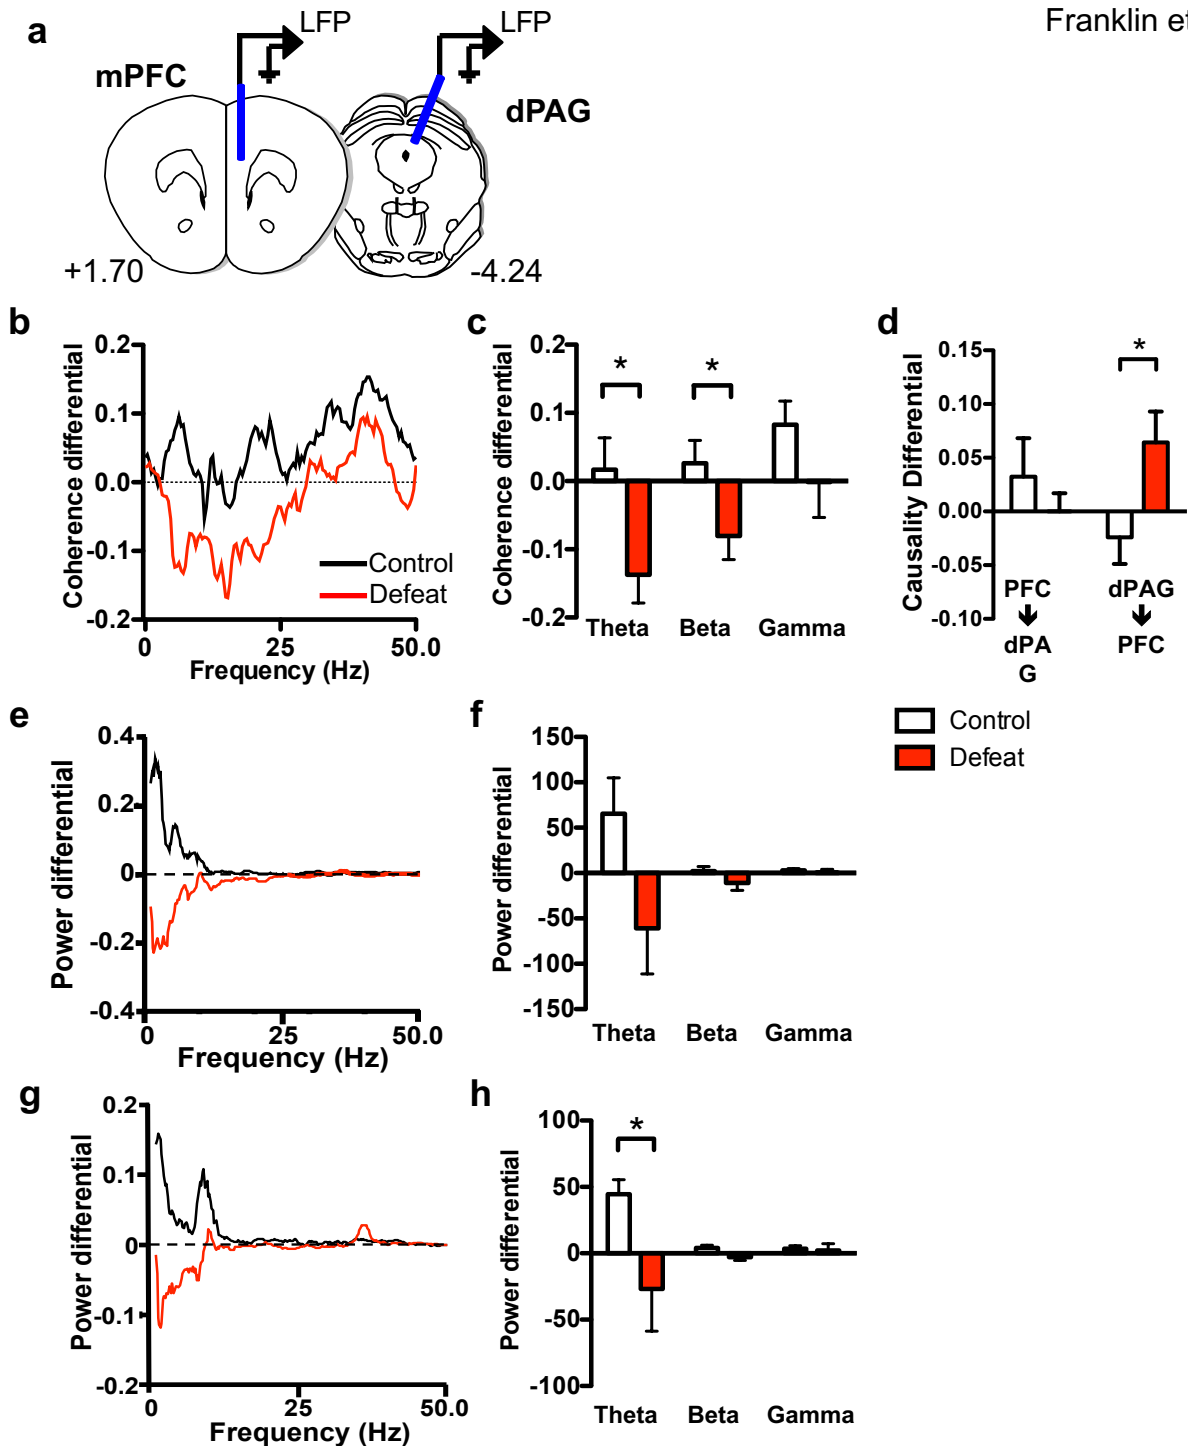 Franklin et
a
LFP
LFP
mPFC
dPAG
+1.70
-4.24
b
Coherence differential
0.2
0.1
0.0
-0.1
-0.2
Control
Defeat
0
25
50.0
Frequency (Hz)
c
Coherence differential
0.2
0.1
0.0
-0.1
-0.2
*
*
Theta
Beta
Gamma
d
Causality Differential
0.15
0.10
0.05
0.00
-0.05
-0.10
*
PFC
dPA
G
dPAG
PFC
Control
Defeat
e
Power differential
0.4
0.2
0
-0.2
-0.4
0
25
50.0
Frequency (Hz)
f
Power differential
150
100
50
0
-50
-100
-150
Theta
Beta
Gamma
g
Power differential
0.2
0.1
0
-0.1
-0.2
0
25
50.0
Frequency (Hz)
h
Power differential
100
50
0
-50
-100
*
Theta
Beta
Gamma